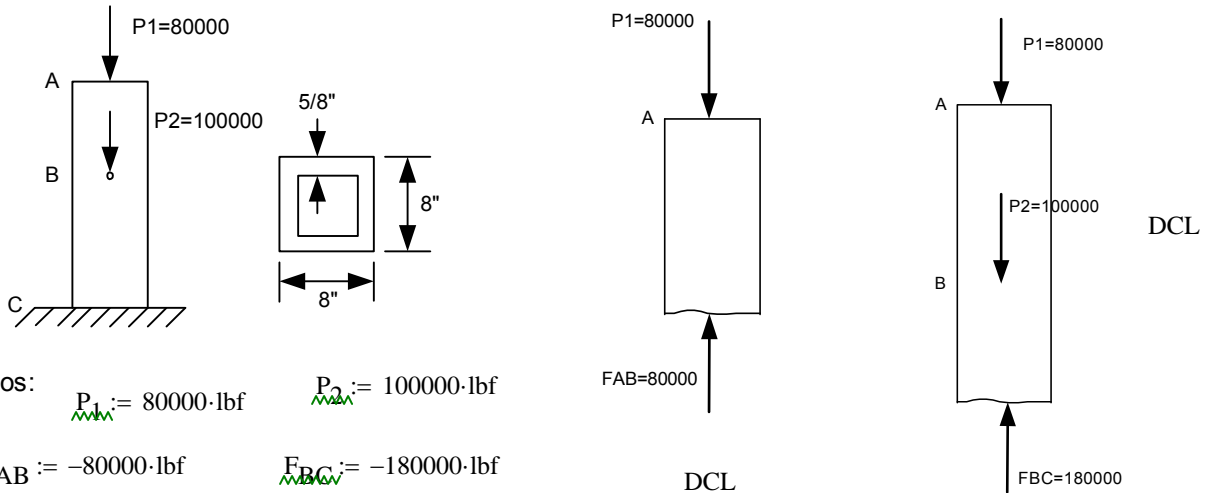 P1=80000
A
P2=100000
B
C
5/8"
8"
8"
P1=80000
A
FAB=80000
DCL
P1=80000
A
P2=100000
B
FBC=180000
DCL
os:
P1 := 80000·lbf
P2 := 100000·lbf
AB := −80000·lbf
FBC := −180000·lbf